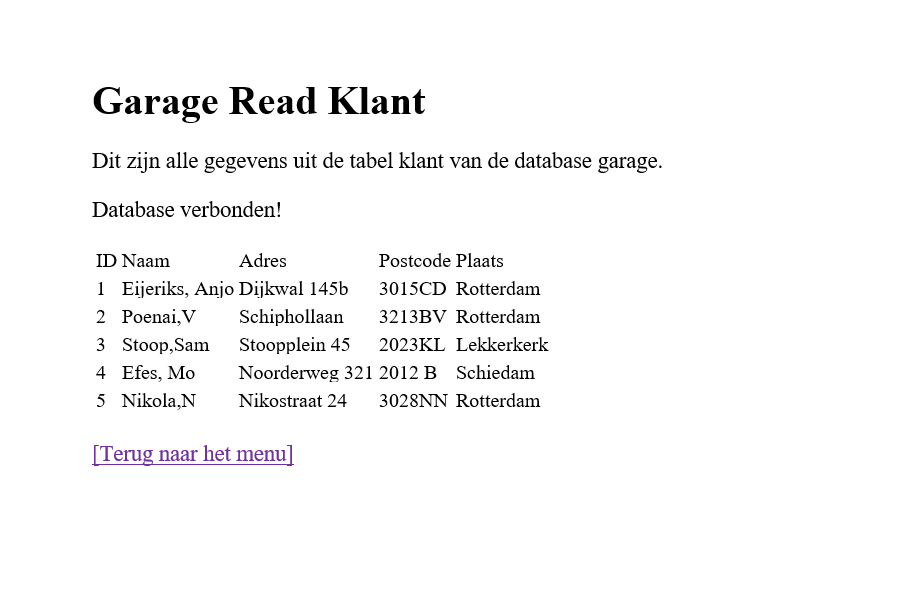 Garage Read Klant
Dit zijn alle gegevens uit de tabel klant van de database garage.
Database verbonden!
ID Naam Adres Postcode Plaats
1 Eijeriks, Anjo Dijkwal 145b 3015CD Rotterdam
2 Poenai,V Schiphollaan 3213BV Rotterdam
3 Stoop,Sam Stoopplein 45 2023KL Lekkerkerk
4 Efes, Mo Noorderweg 321 2012 B Schiedam
5 Nikola,N Nikostraat 24 3028NN Rotterdam
[Terug naar het menu]